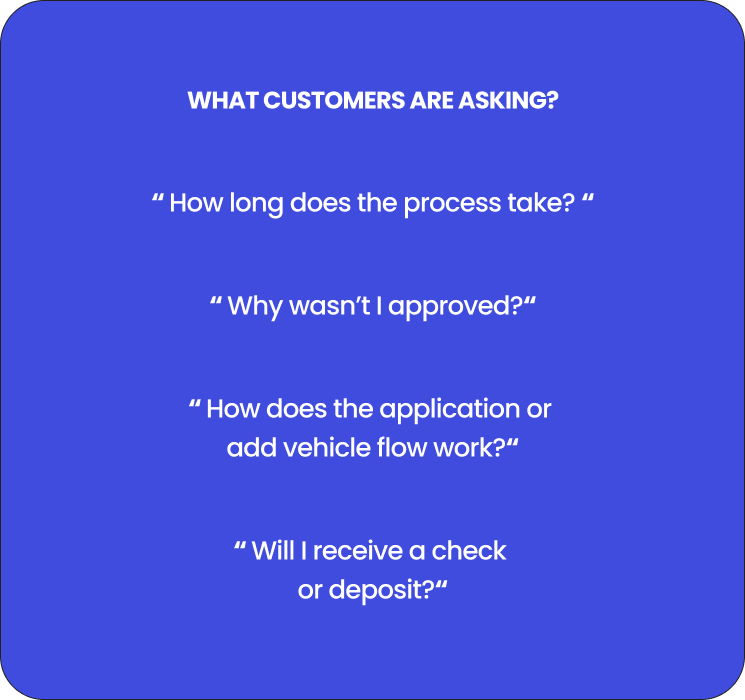 WHAT CUSTOMERS ARE ASKING?
“ How long does the process take? “
“ Why wasn’t I approved?“
“ How does the application or
add vehicle flow work?“
“ Will I receive a check
or deposit?“